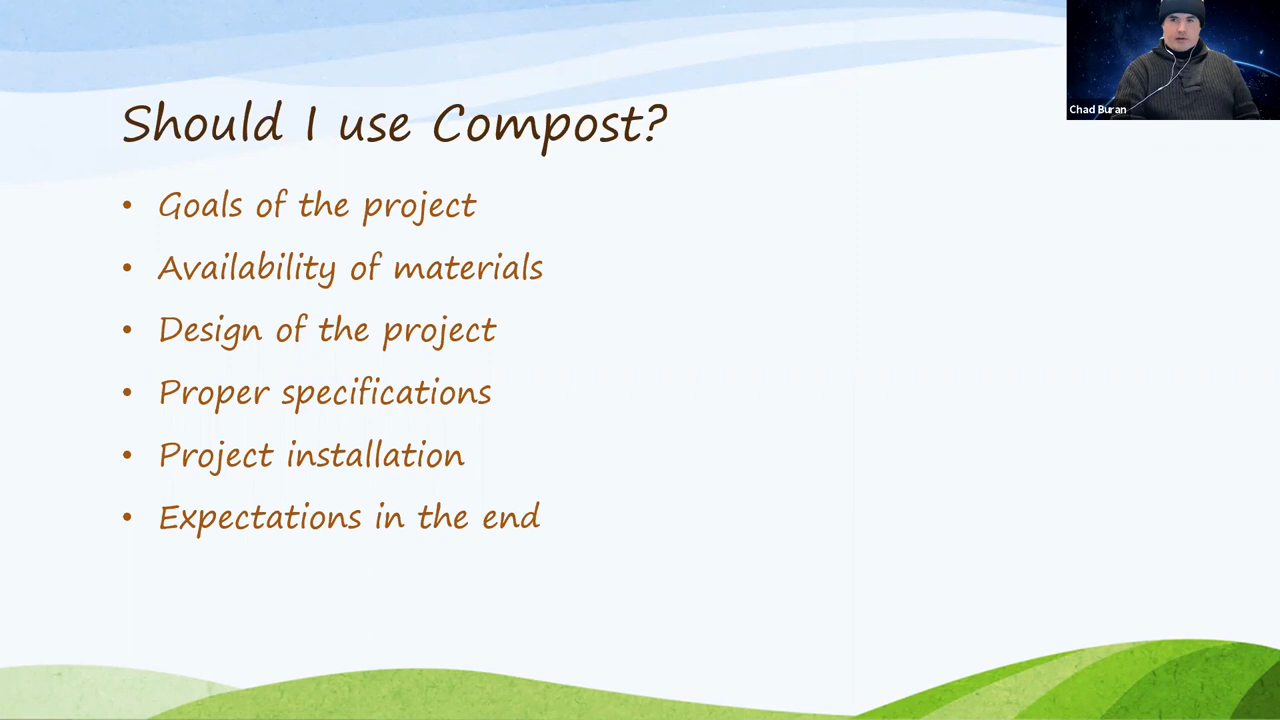 Should I use Compost?
• Goals of the project
• Availability of materials
• Design of the project
• Proper specifications
• Project installation
• Expectations in the end
Chad Buran